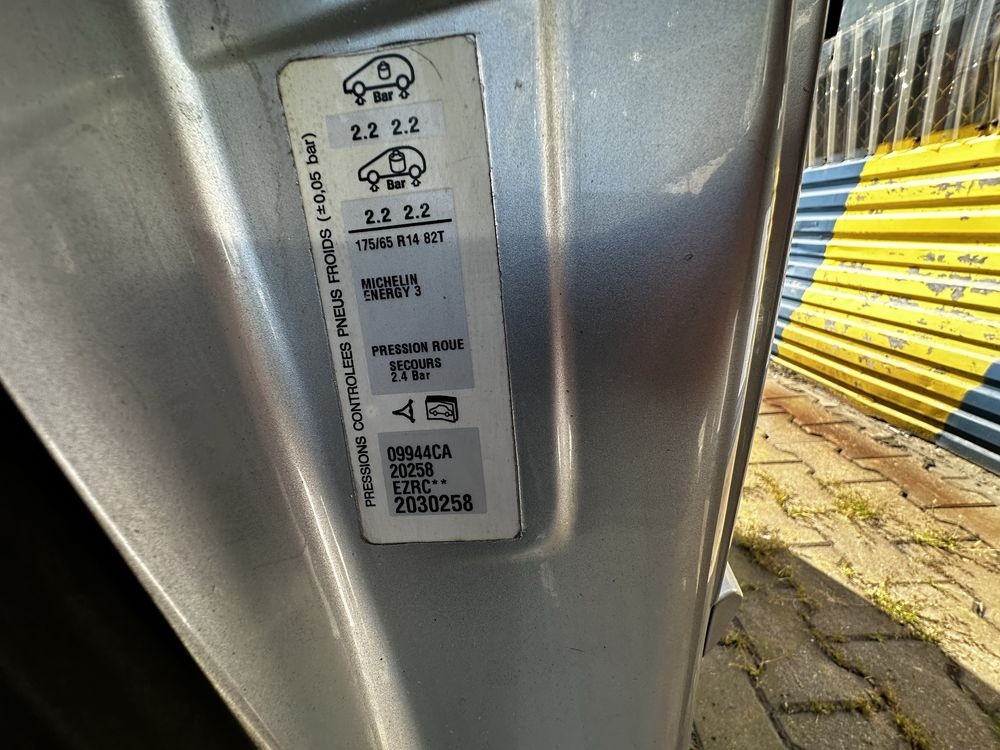 Bar
2.2 2.2
Bar
2.2 2.2
175/65 R14 82T
MICHELIN
ENERGY 3
PRESSION ROUE
SECOURS
2.4 Bar
09944CA
20258
EZRC**
2030258
PRESSIONS CONTROLEES PNEUS FROIDS (±0,05 bar)